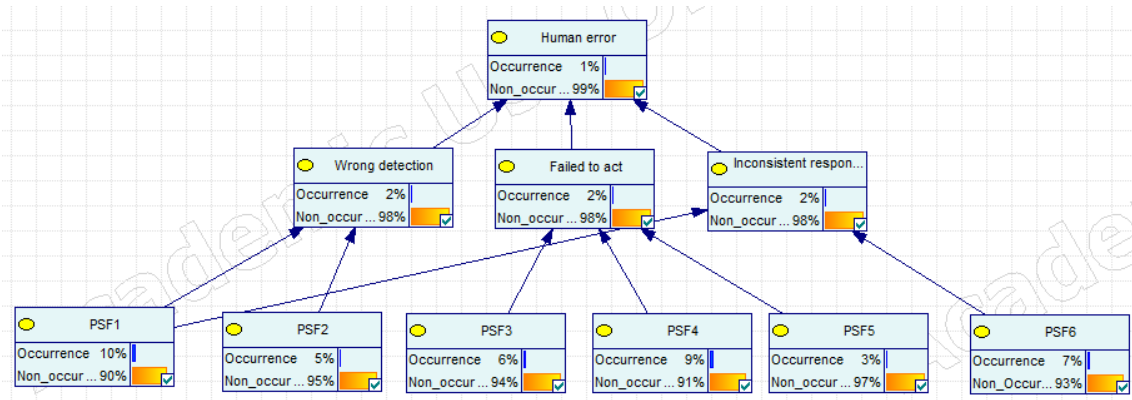 Human error
Occurrence 1%
Non_occur ... 99%
Wrong detection
Occurrence 2%
Non_occur ... 98%
Failed to act
Occurrence 2%
Non_occur ... 98%
Inconsistent respon...
Occurrence 2%
Non_occur ... 98%
PSF1
Occurrence 10%
Non_occur ... 90%
PSF2
Occurrence 5%
Non_occur ... 95%
PSF3
Occurrence 6%
Non_occur ... 94%
PSF4
Occurrence 9%
Non_occur ... 91%
PSF5
Occurrence 3%
Non_occur ... 97%
PSF6
Occurrence 7%
Non_Occur... 93%